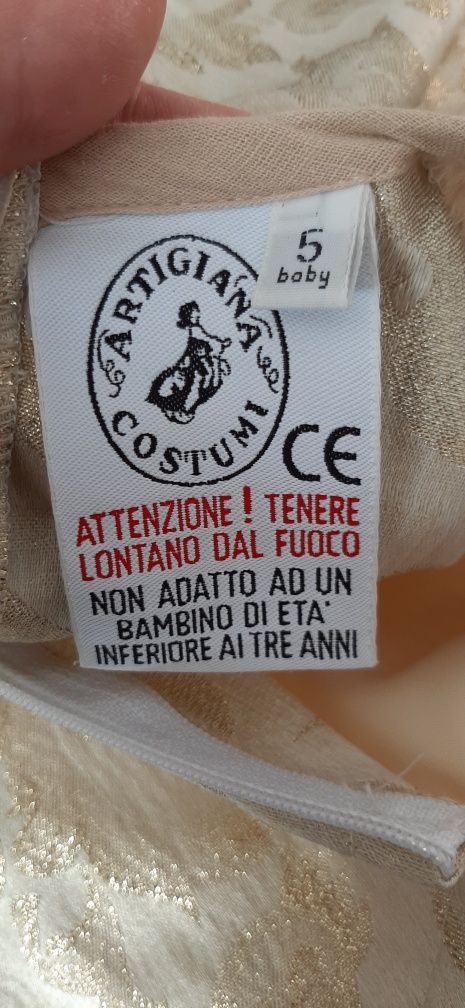 5
baby
ARTIGIANA
COSTUMI
CE
ATTENZIONE! TENERE
LONTANO DAL FUOCO
NON ADATTO AD UN
BAMBINO DI ETA'
INFERIORE AI TRE ANNI